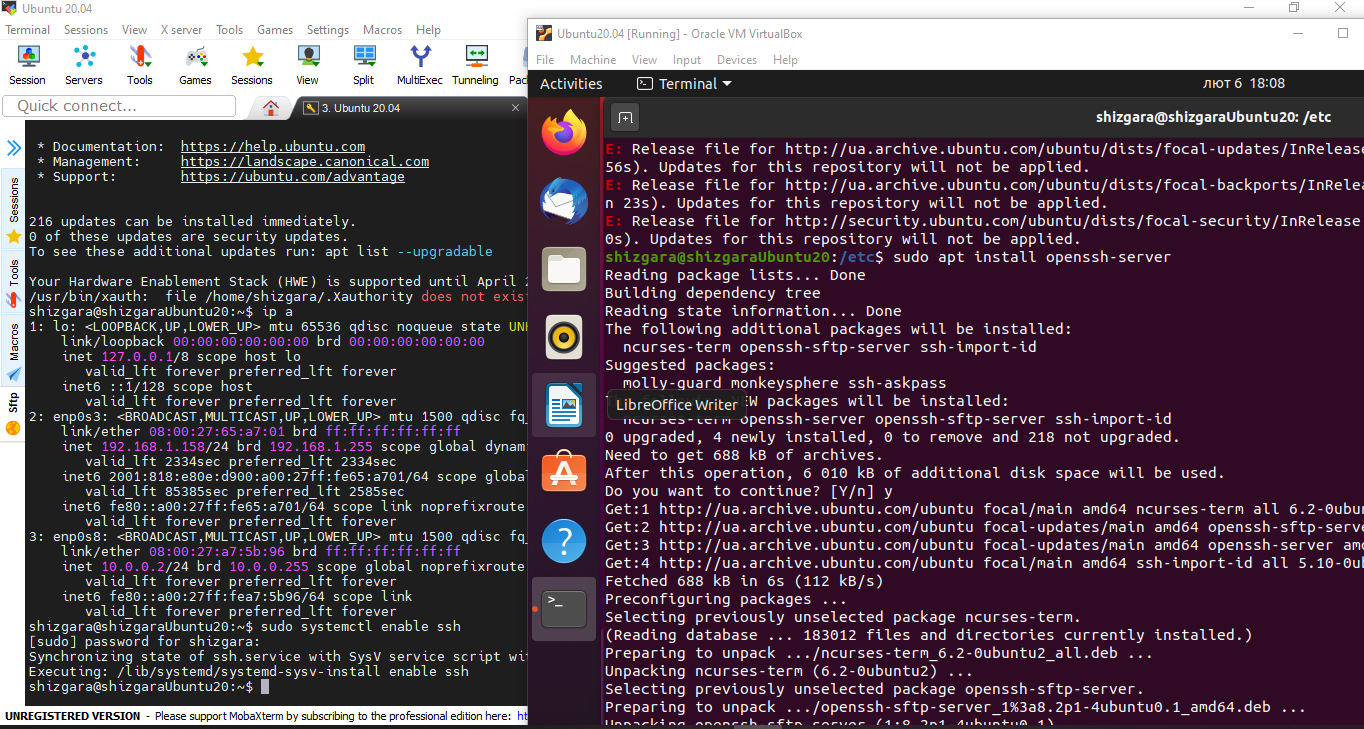 Ubuntu 20.04
Terminal Sessions View X server Tools Games Settings Macros Help
Session Servers Tools Games Sessions View Split MultiExec Tunneling Pac
Quick connect...
3. Ubuntu 20.04
Sessions
Tools
Macros
Sftp
* Documentation: https://help.ubuntu.com
* Management: https://landscape.canonical.com
* Support: https://ubuntu.com/advantage
216 updates can be installed immediately.
0 of these updates are security updates.
To see these additional updates run: apt list --upgradable
Your Hardware Enablement Stack (HWE) is supported until April 2
/usr/bin/xauth: file /home/shizgara/.Xauthority does not exis
shizgara@shizgaraUbuntu20:~$ ip a
1: lo: <LOOPBACK,UP,LOWER_UP> mtu 65536 qdisc noqueue state UN
link/loopback 00:00:00:00:00:00 brd 00:00:00:00:00:00
inet 127.0.0.1/8 scope host lo
valid_lft forever preferred_lft forever
inet6 ::1/128 scope host
valid_lft forever preferred_lft forever
2: enp0s3: <BROADCAST,MULTICAST,UP,LOWER_UP> mtu 1500 qdisc fq_
link/ether 08:00:27:65:a7:01 brd ff:ff:ff:ff:ff:ff
inet 192.168.1.158/24 brd 192.168.1.255 scope global dynam
valid_lft 2334sec preferred_lft 2334sec
inet6 2001:818:e80e:d900:a00:27ff:fe65:a701/64 scope globa
valid_lft 85385sec preferred_lft 2585sec
inet6 fe80::a00:27ff:fe65:a701/64 scope link noprefixroute
valid_lft forever preferred_lft forever
3: enp0s8: <BROADCAST,MULTICAST,UP,LOWER_UP> mtu 1500 qdisc fq_
link/ether 08:00:27:a7:5b:96 brd ff:ff:ff:ff:ff:ff
inet 10.0.0.2/24 brd 10.0.0.255 scope global noprefixroute
valid_lft forever preferred_lft forever
inet6 fe80::a00:27ff:fea7:5b96/64 scope link
valid_lft forever preferred_lft forever
shizgara@shizgaraUbuntu20:~$ sudo systemctl enable ssh
[sudo] password for shizgara:
Synchronizing state of ssh.service with SysV service script wi
Executing: /lib/systemd/systemd-sysv-install enable ssh
shizgara@shizgaraUbuntu20:~$
UNREGISTERED VERSION - Please support MobaXterm by subscribing to the professional edition here: ht
Ubuntu20.04 [Running] - Oracle VM VirtualBox
File Machine View Input Devices Help
Activities Terminal лют 6 18:08
shizgara@shizgaraUbuntu20: /etc
E: Release file for http://ua.archive.ubuntu.com/ubuntu/dists/focal-updates/InRelease
56s). Updates for this repository will not be applied.
E: Release file for http://ua.archive.ubuntu.com/ubuntu/dists/focal-backports/InRelea
n 23s). Updates for this repository will not be applied.
E: Release file for http://security.ubuntu.com/ubuntu/dists/focal-security/InRelease
0s). Updates for this repository will not be applied.
shizgara@shizgaraUbuntu20:/etc$ sudo apt install openssh-server
Reading package lists... Done
Building dependency tree
Reading state information... Done
The following additional packages will be installed:
ncurses-term openssh-sftp-server ssh-import-id
Suggested packages:
molly-guard monkeysphere ssh-askpass
EW packages will be installed:
LibreOffice Writer
ncurses-term openssh-server openssh-sftp-server ssh-import-id
0 upgraded, 4 newly installed, 0 to remove and 218 not upgraded.
Need to get 688 kB of archives.
After this operation, 6 010 kB of additional disk space will be used.
Do you want to continue? [Y/n] y
Get:1 http://ua.archive.ubuntu.com/ubuntu focal/main amd64 ncurses-term all 6.2-0ubun
Get:2 http://ua.archive.ubuntu.com/ubuntu focal-updates/main amd64 openssh-sftp-serve
Get:3 http://ua.archive.ubuntu.com/ubuntu focal-updates/main amd64 openssh-server amd
Get:4 http://ua.archive.ubuntu.com/ubuntu focal/main amd64 ssh-import-id all 5.10-0ub
Fetched 688 kB in 6s (112 kB/s)
Preconfiguring packages ...
Selecting previously unselected package ncurses-term.
(Reading database ... 183012 files and directories currently installed.)
Preparing to unpack .../ncurses-term_6.2-0ubuntu2_all.deb ...
Unpacking ncurses-term (6.2-0ubuntu2) ...
Selecting previously unselected package openssh-sftp-server.
Preparing to unpack .../openssh-sftp-server_1%3a8.2p1-4ubuntu0.1_amd64.deb ...
Unpacking openssh-sftp-server (1:8.2p1-4ubuntu0.1)